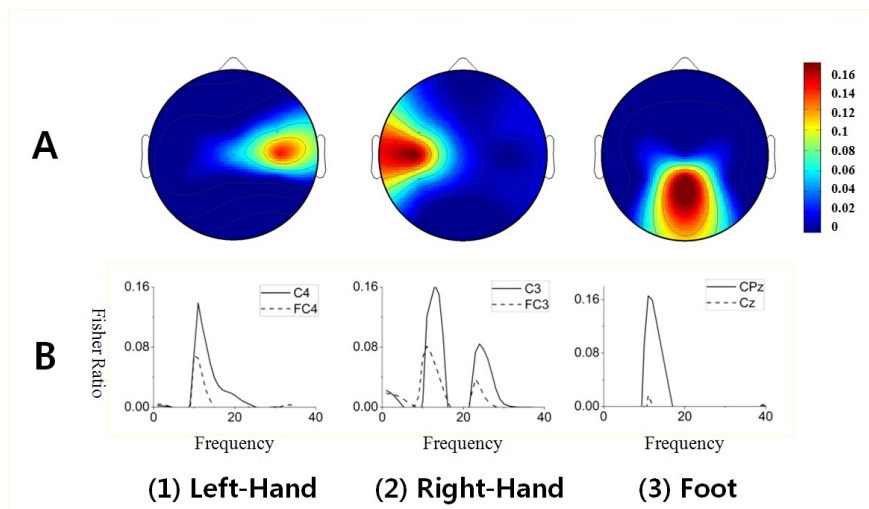 A
0.16
0.14
0.12
0.1
0.08
0.06
0.04
0.02
0
B
Fisher Ratio
0.16
0.08
0.00
0 20 40
C4
FC4
Frequency
0.16
0.08
0.00
0 20 40
C3
FC3
Frequency
0.16
0.08
0.00
0 20 40
CPz
Cz
Frequency
(1) Left-Hand (2) Right-Hand (3) Foot